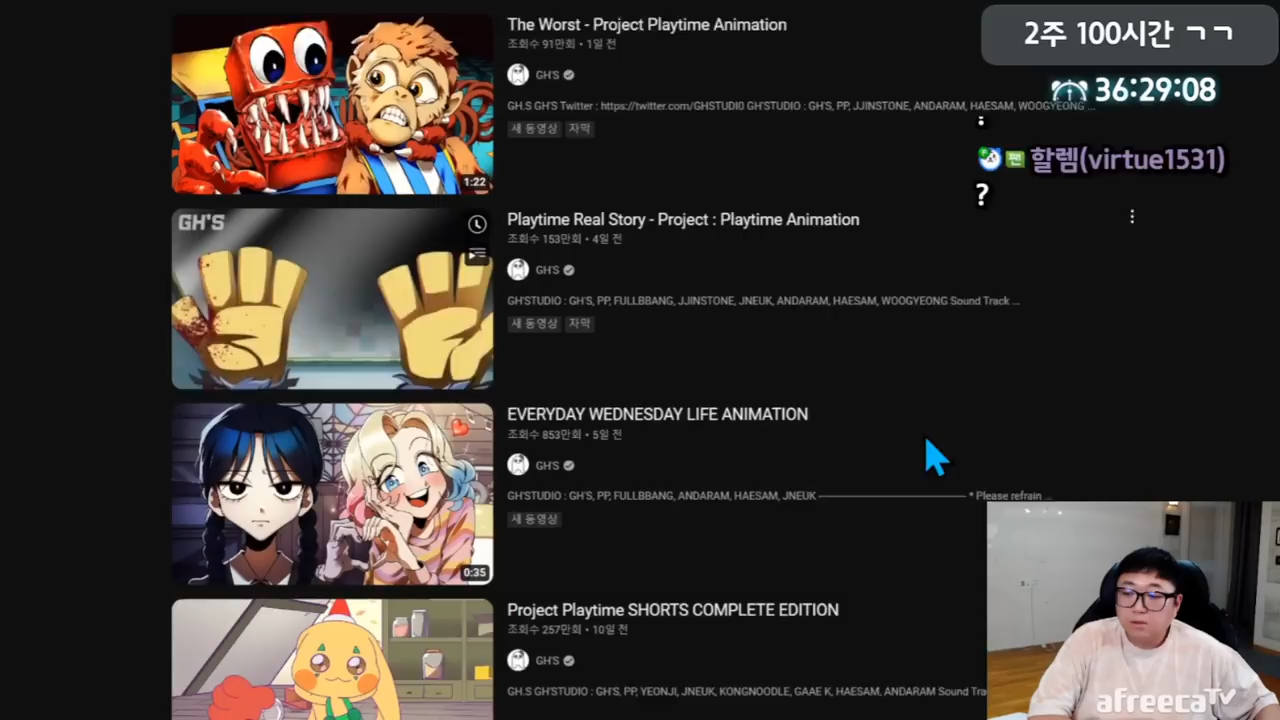 The Worst - Project Playtime Animation
조회수 91만회 • 1일 전
GH'S
GH.S GH'S Twitter : https://twitter.com/GHSTUDI0 GH'STUDIO : GH'S, PP, JJINSTONE, ANDARAM, HAESAM, WOOGYEONG ...
새 동영상 자막
1:22
2주 100시간 ㄱㄱ
36:29:08
:
팬 할렘(virtue1531)
?
GH'S
Playtime Real Story - Project : Playtime Animation
조회수 153만회 • 4일 전
GH'S
GH'STUDIO : GH'S, PP, FULLBBANG, JJINSTONE, JNEUK, ANDARAM, HAESAM, WOOGYEONG Sound Track ...
새 동영상 자막
EVERYDAY WEDNESDAY LIFE ANIMATION
조회수 853만회 • 5일 전
GH'S
GH'STUDIO : GH'S, PP, FULLBBANG, ANDARAM, HAESAM, JNEUK —————————— * Please refrain ...
새 동영상
0:35
Project Playtime SHORTS COMPLETE EDITION
조회수 257만회 • 10일 전
GH'S
GH.S GH'STUDIO : GH'S, PP, YEONJI, JNEUK, KONGNOODLE, GAAE K, HAESAM, ANDARAM Sound Tra
afreecaTV